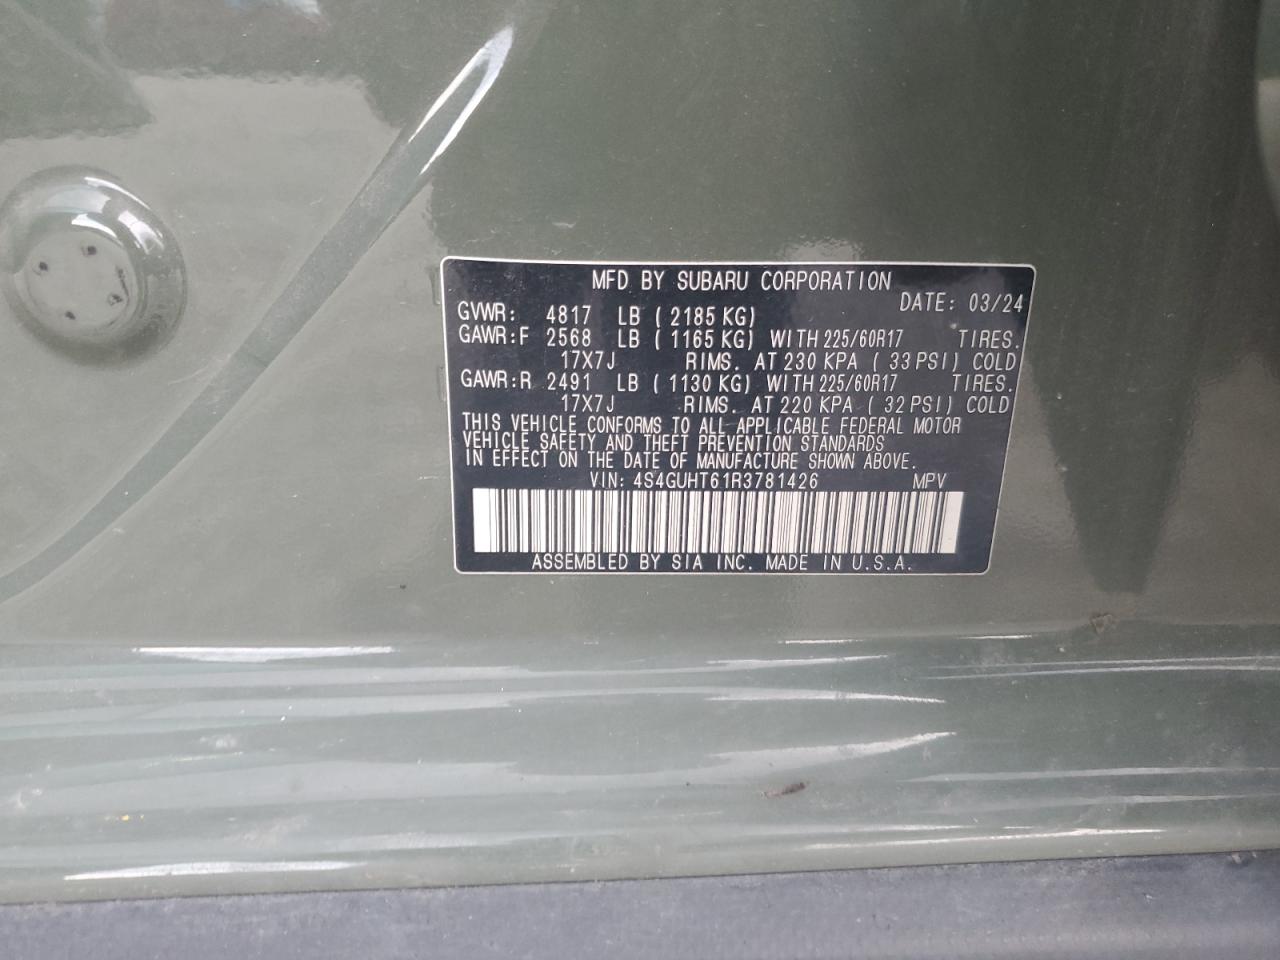 MFD BY SUBARU CORPORATION
DATE: 03/24
GVWR: 4817 LB ( 2185 KG)
GAWR:F 2568 LB ( 1165 KG) WITH 225/60R17 TIRES.
17X7J RIMS. AT 230 KPA ( 33 PSI) COLD
GAWR:R 2491 LB ( 1130 KG) WITH 225/60R17 TIRES.
17X7J RIMS. AT 220 KPA ( 32 PSI) COLD
THIS VEHICLE CONFORMS TO ALL APPLICABLE FEDERAL MOTOR
VEHICLE SAFETY AND THEFT PREVENTION STANDARDS
IN EFFECT ON THE DATE OF MANUFACTURE SHOWN ABOVE.
VIN: 4S4GUHT61R3781426 MPV
ASSEMBLED BY SIA INC. MADE IN U.S.A.